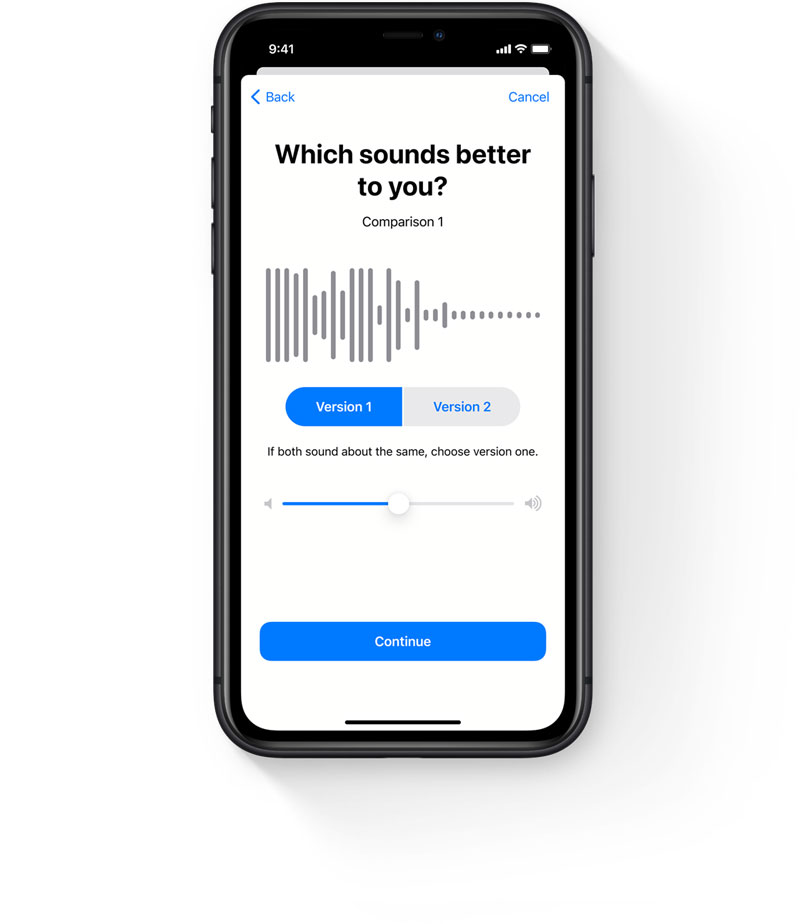 9:41
Back
Cancel
Which sounds better
to you?
Comparison 1
Version 1
Version 2
If both sound about the same, choose version one.
Continue